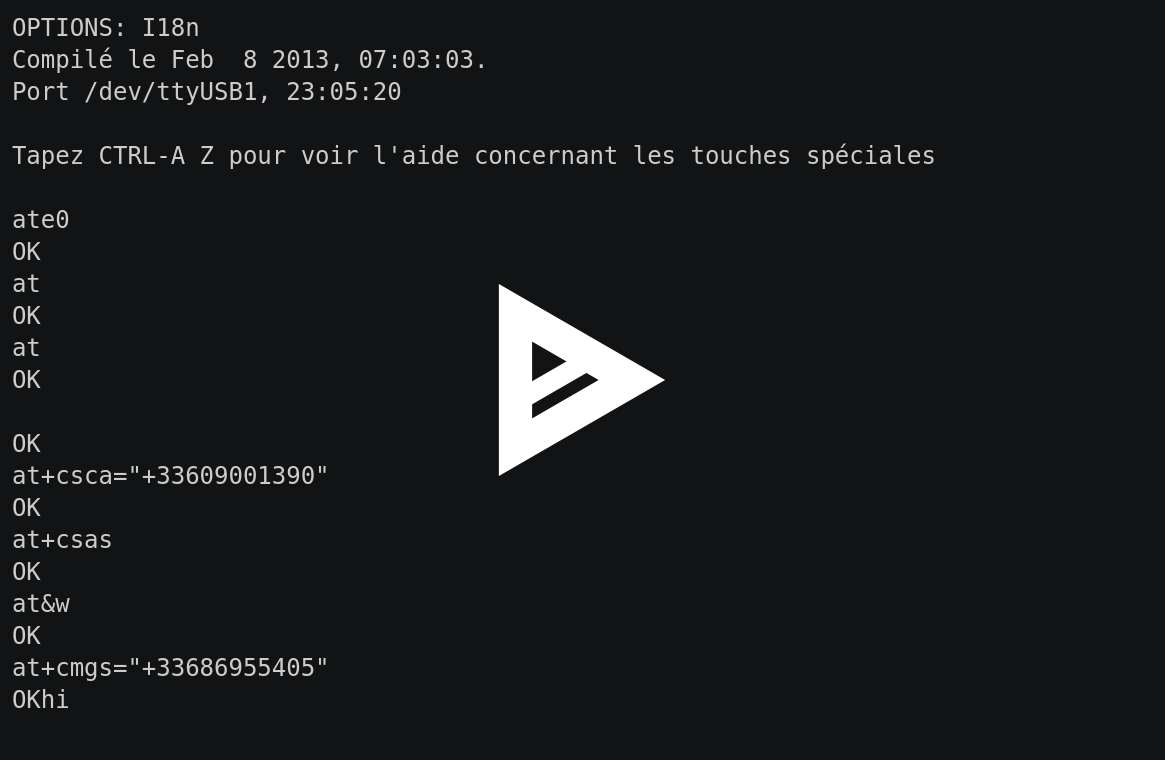 OPTIONS: I18n
Compilé le Feb  8 2013, 07:03:03.
Port /dev/ttyUSB1, 23:05:20
Tapez CTRL-A Z pour voir l'aide concernant les touches spéciales
ate0
OK
at
OK
at
OK
OK
at+csca="+33609001390"
OK
at+csas
OK
at&w
OK
at+cmgs="+33686955405"
OKhi